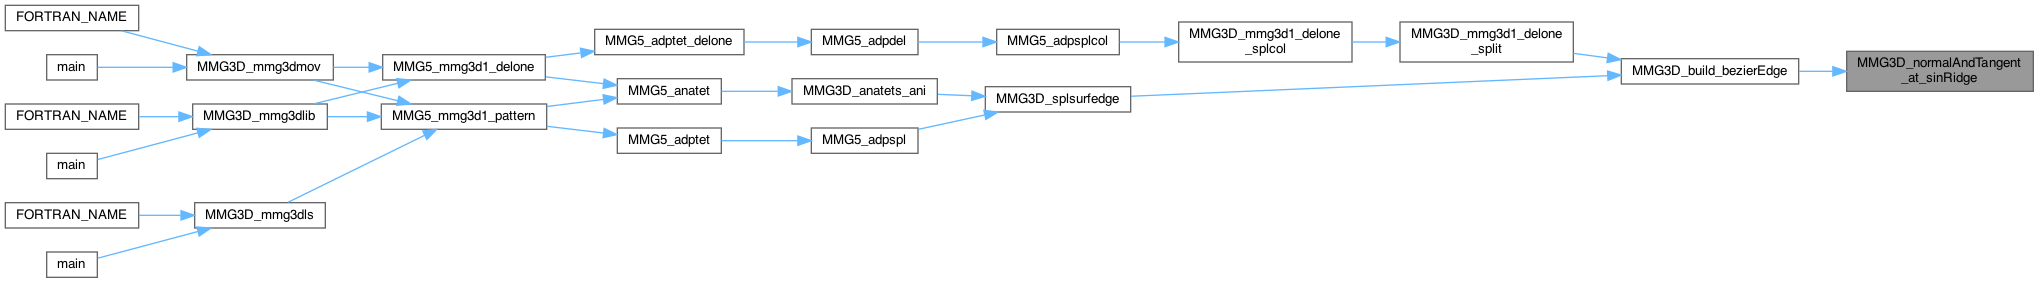 FORTRAN_NAME
main
MMG3D_mmg3dmov
FORTRAN_NAME
main
MMG3D_mmg3dlib
FORTRAN_NAME
main
MMG3D_mmg3dls
MMG5_mmg3d1_delone
MMG5_mmg3d1_pattern
MMG5_adptet_delone
MMG5_anatet
MMG5_adptet
MMG5_adpdel
MMG3D_anatets_ani
MMG5_adpspl
MMG5_adpsplcol
MMG3D_splsurfedge
MMG3D_mmg3d1_delone
_splcol
MMG3D_mmg3d1_delone
_split
MMG3D_build_bezierEdge
MMG3D_normalAndTangent
_at_sinRidge